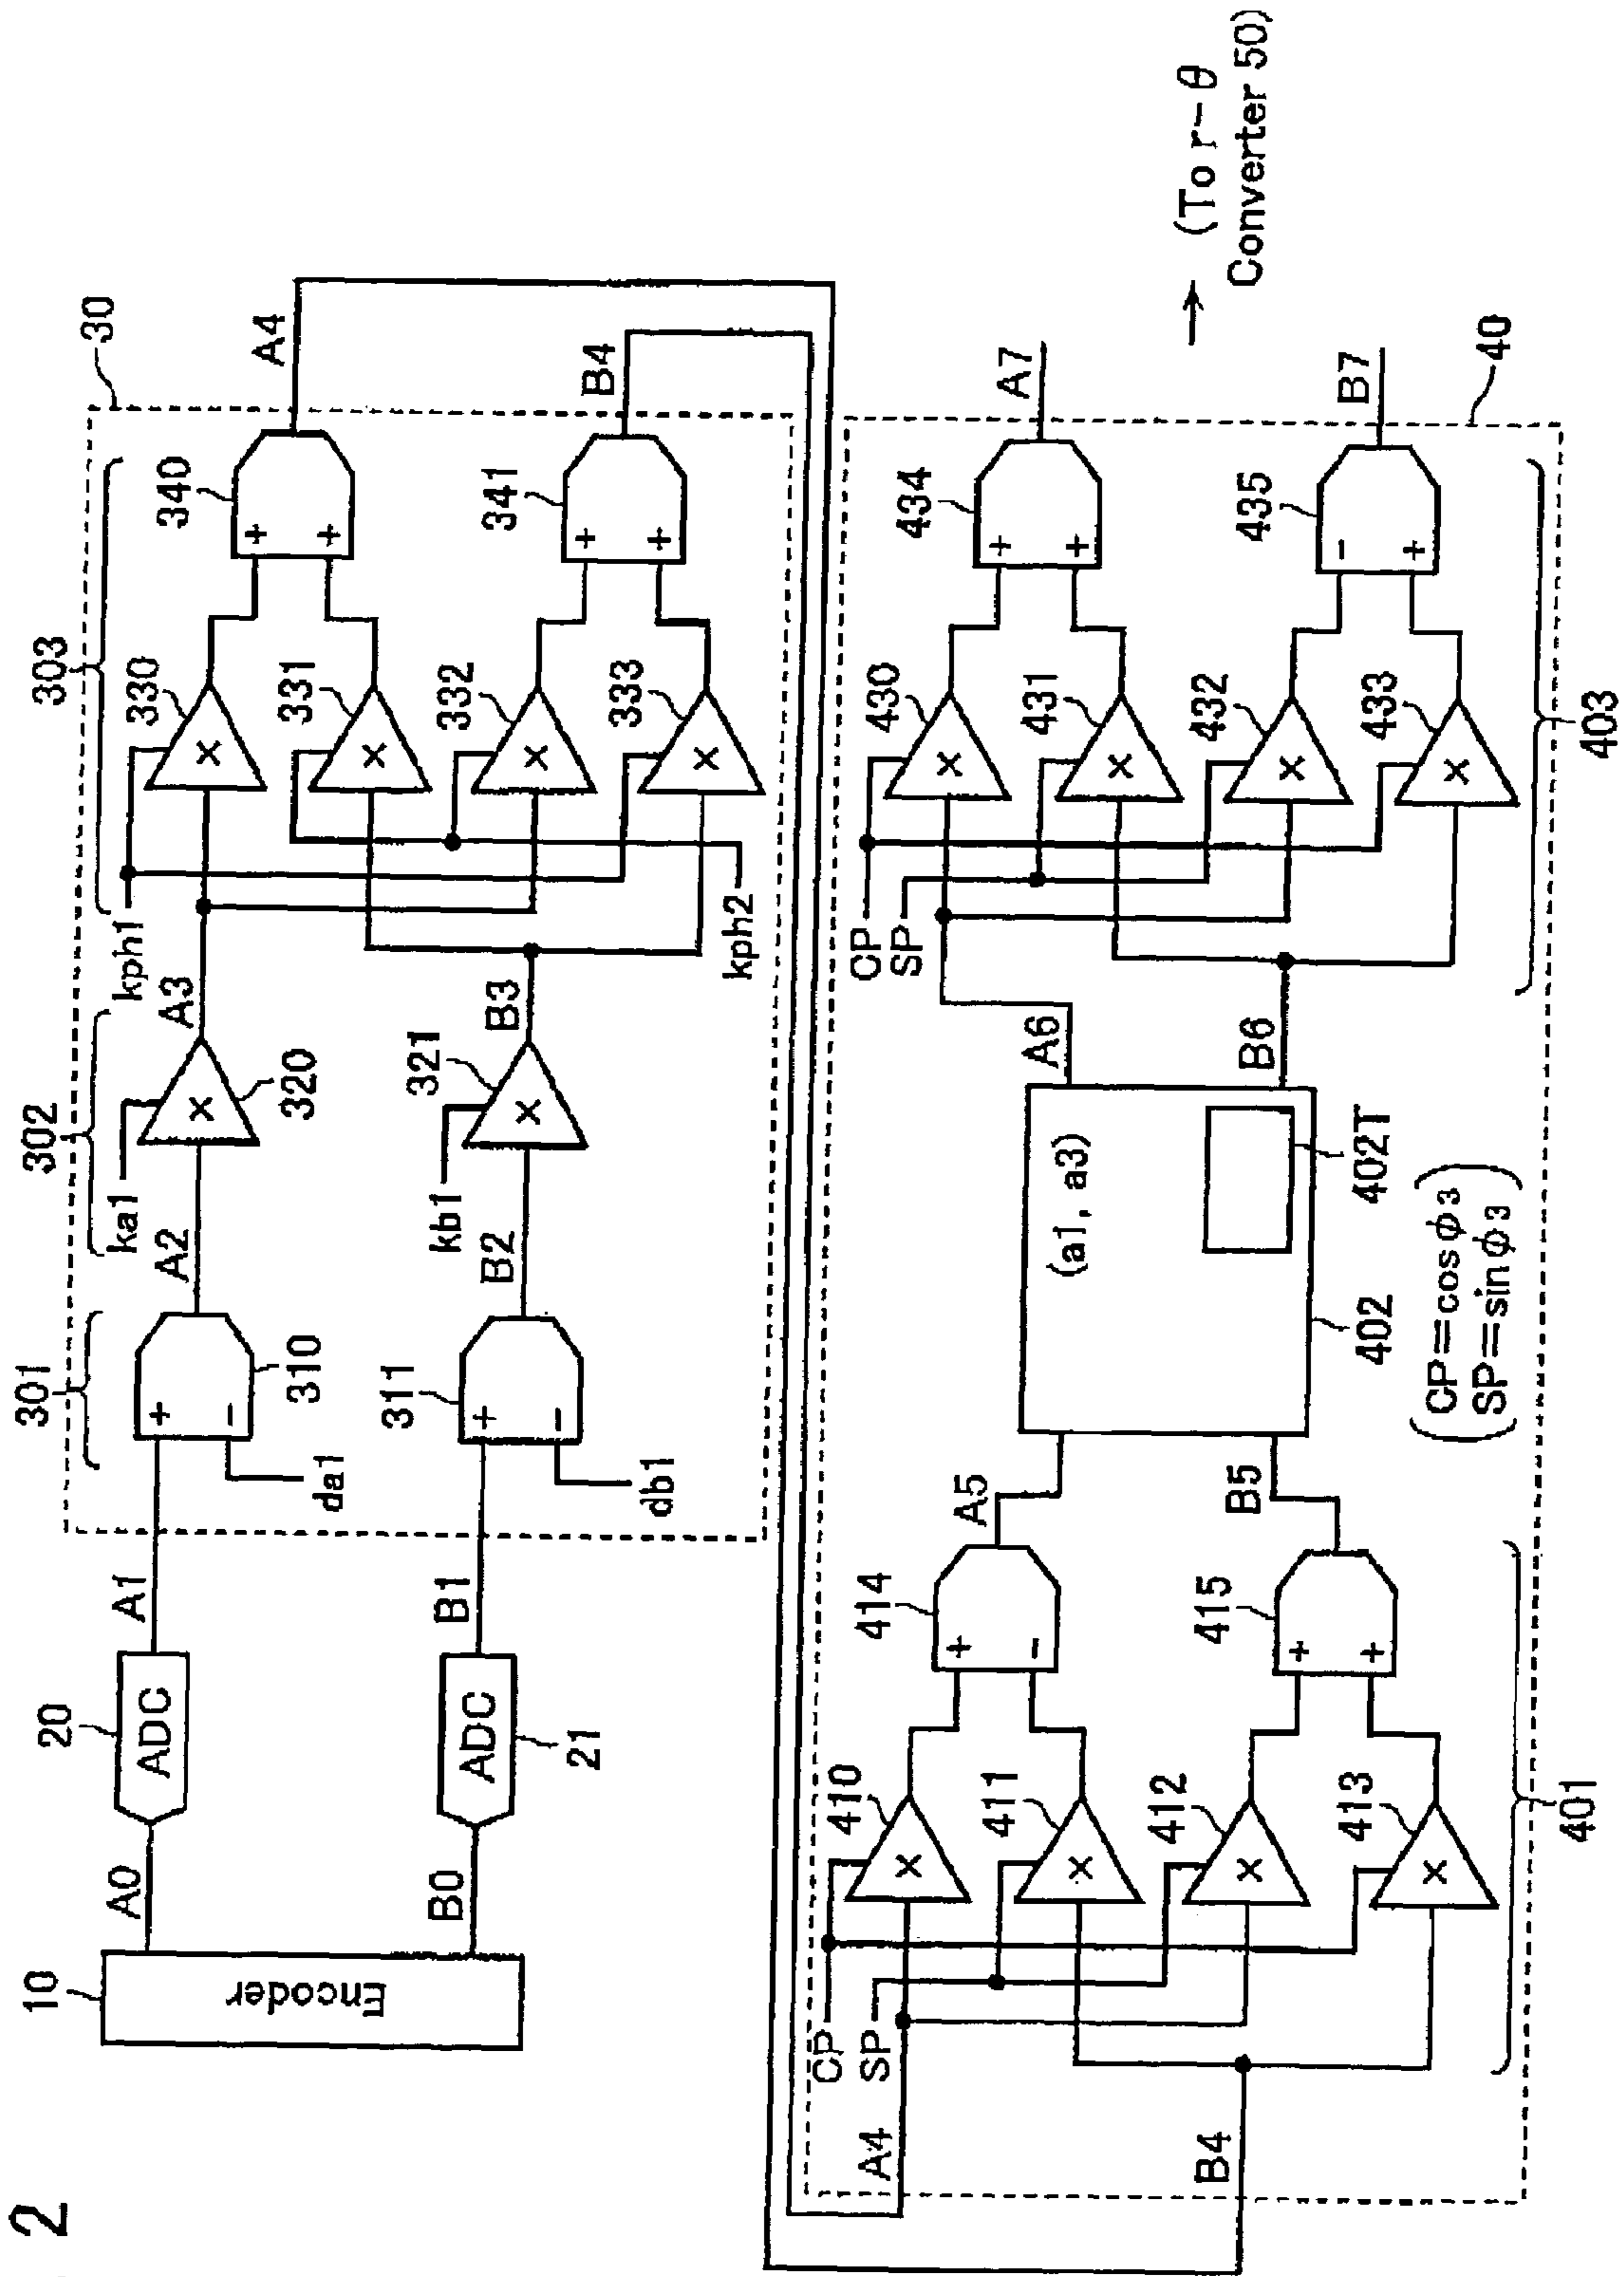 2
10
Encoder
A0
B0
20
ADC
ADC
21
A1
B1
301
310
311
da1
db1
A2
B2
302
ka1
kb1
320
321
A3
B3
303
kph1
kph2
330
331
332
333
340
341
30
A4
B4
A4
B4
CP
SP
410
411
412
413
401
414
415
A5
B5
(a1, a3)
402
402T
CP=cosφ3
SP=sinφ3
A6
B6
CP
SP
430
431
432
433
403
434
435
A7
B7
40
(To r-θ
Converter 50)